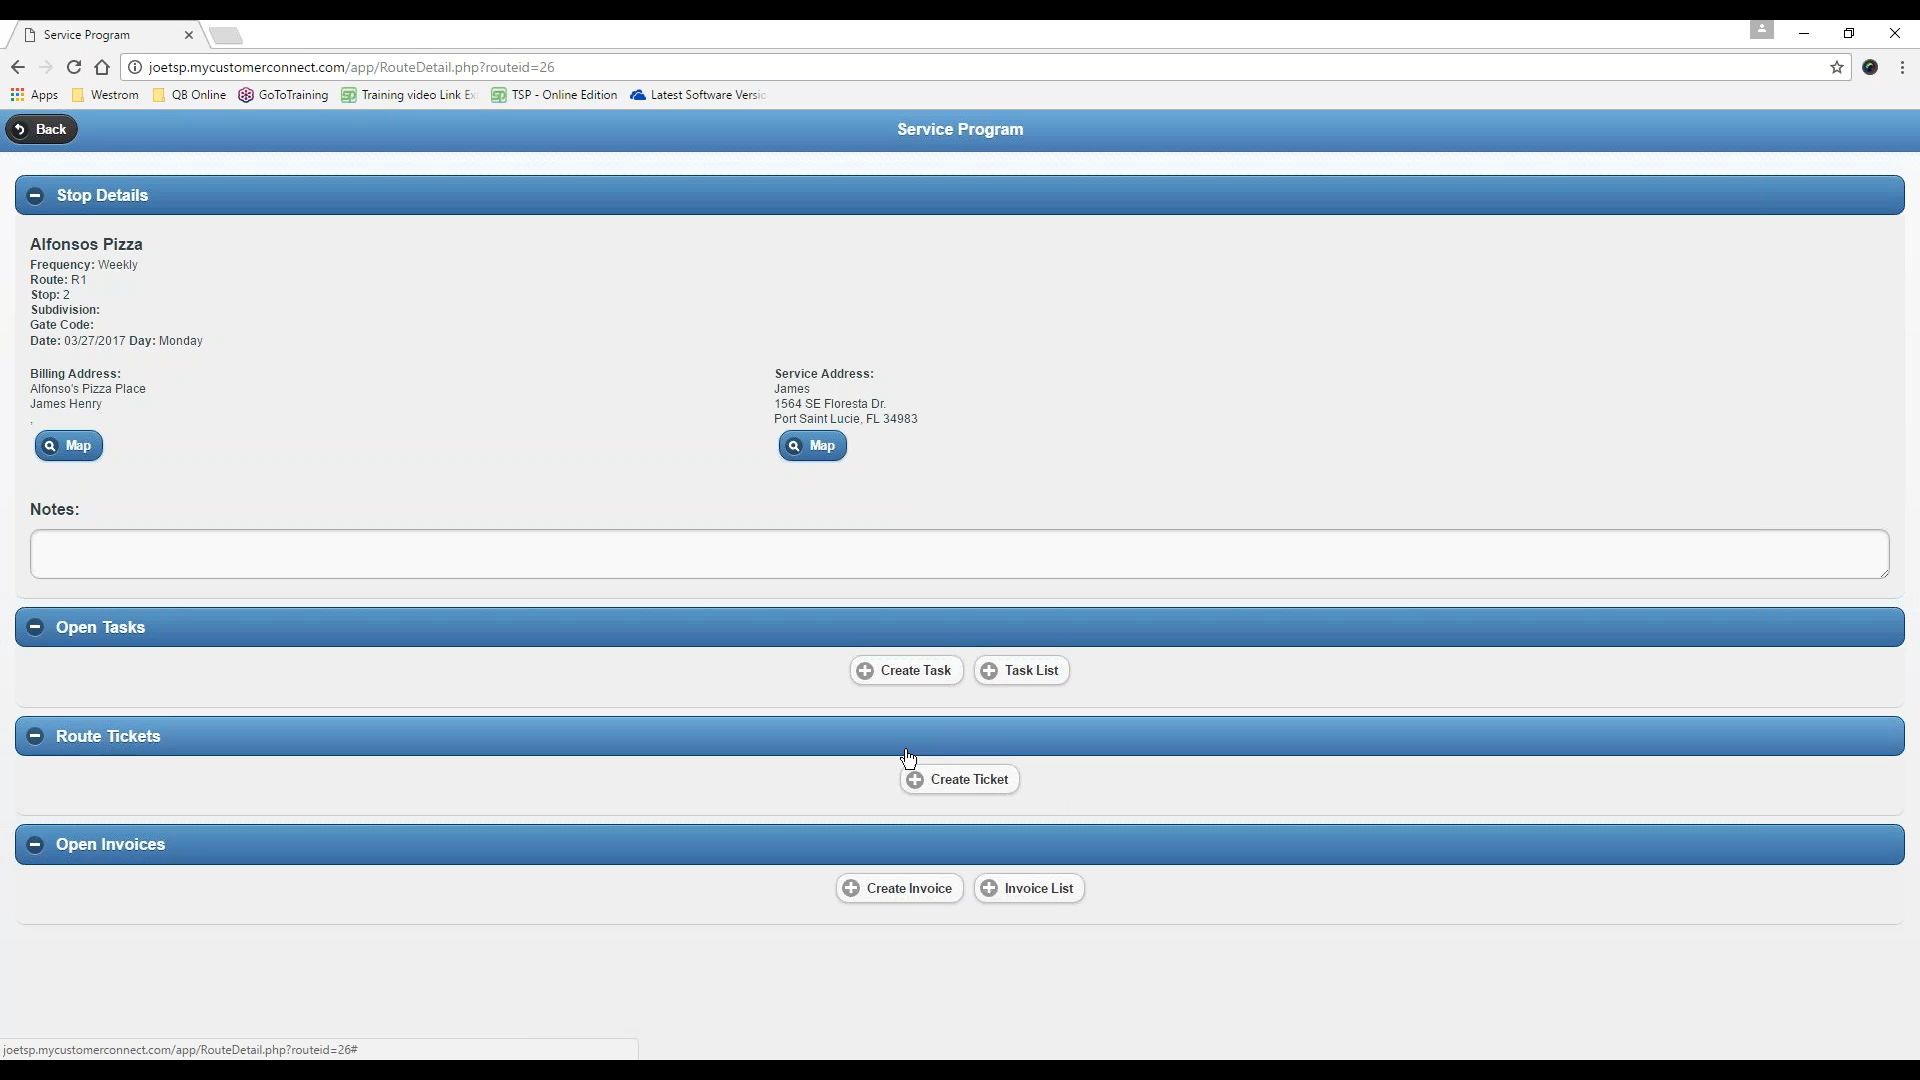 Service Program
joetsp.mycustomerconnect.com/app/RouteDetail.php?routeid=26
Apps Westrom QB Online GoToTraining Training video Link Ex TSP - Online Edition Latest Software Versio
Back Service Program
Stop Details
Alfonsos Pizza
Frequency: Weekly
Route: R1
Stop: 2
Subdivision:
Gate Code:
Date: 03/27/2017 Day: Monday
Billing Address:
Alfonso's Pizza Place
James Henry
,
Map
Service Address:
James
1564 SE Floresta Dr.
Port Saint Lucie, FL 34983
Map
Notes:
Open Tasks
Create Task Task List
Route Tickets
Create Ticket
Open Invoices
Create Invoice Invoice List
joetsp.mycustomerconnect.com/app/RouteDetail.php?routeid=26#